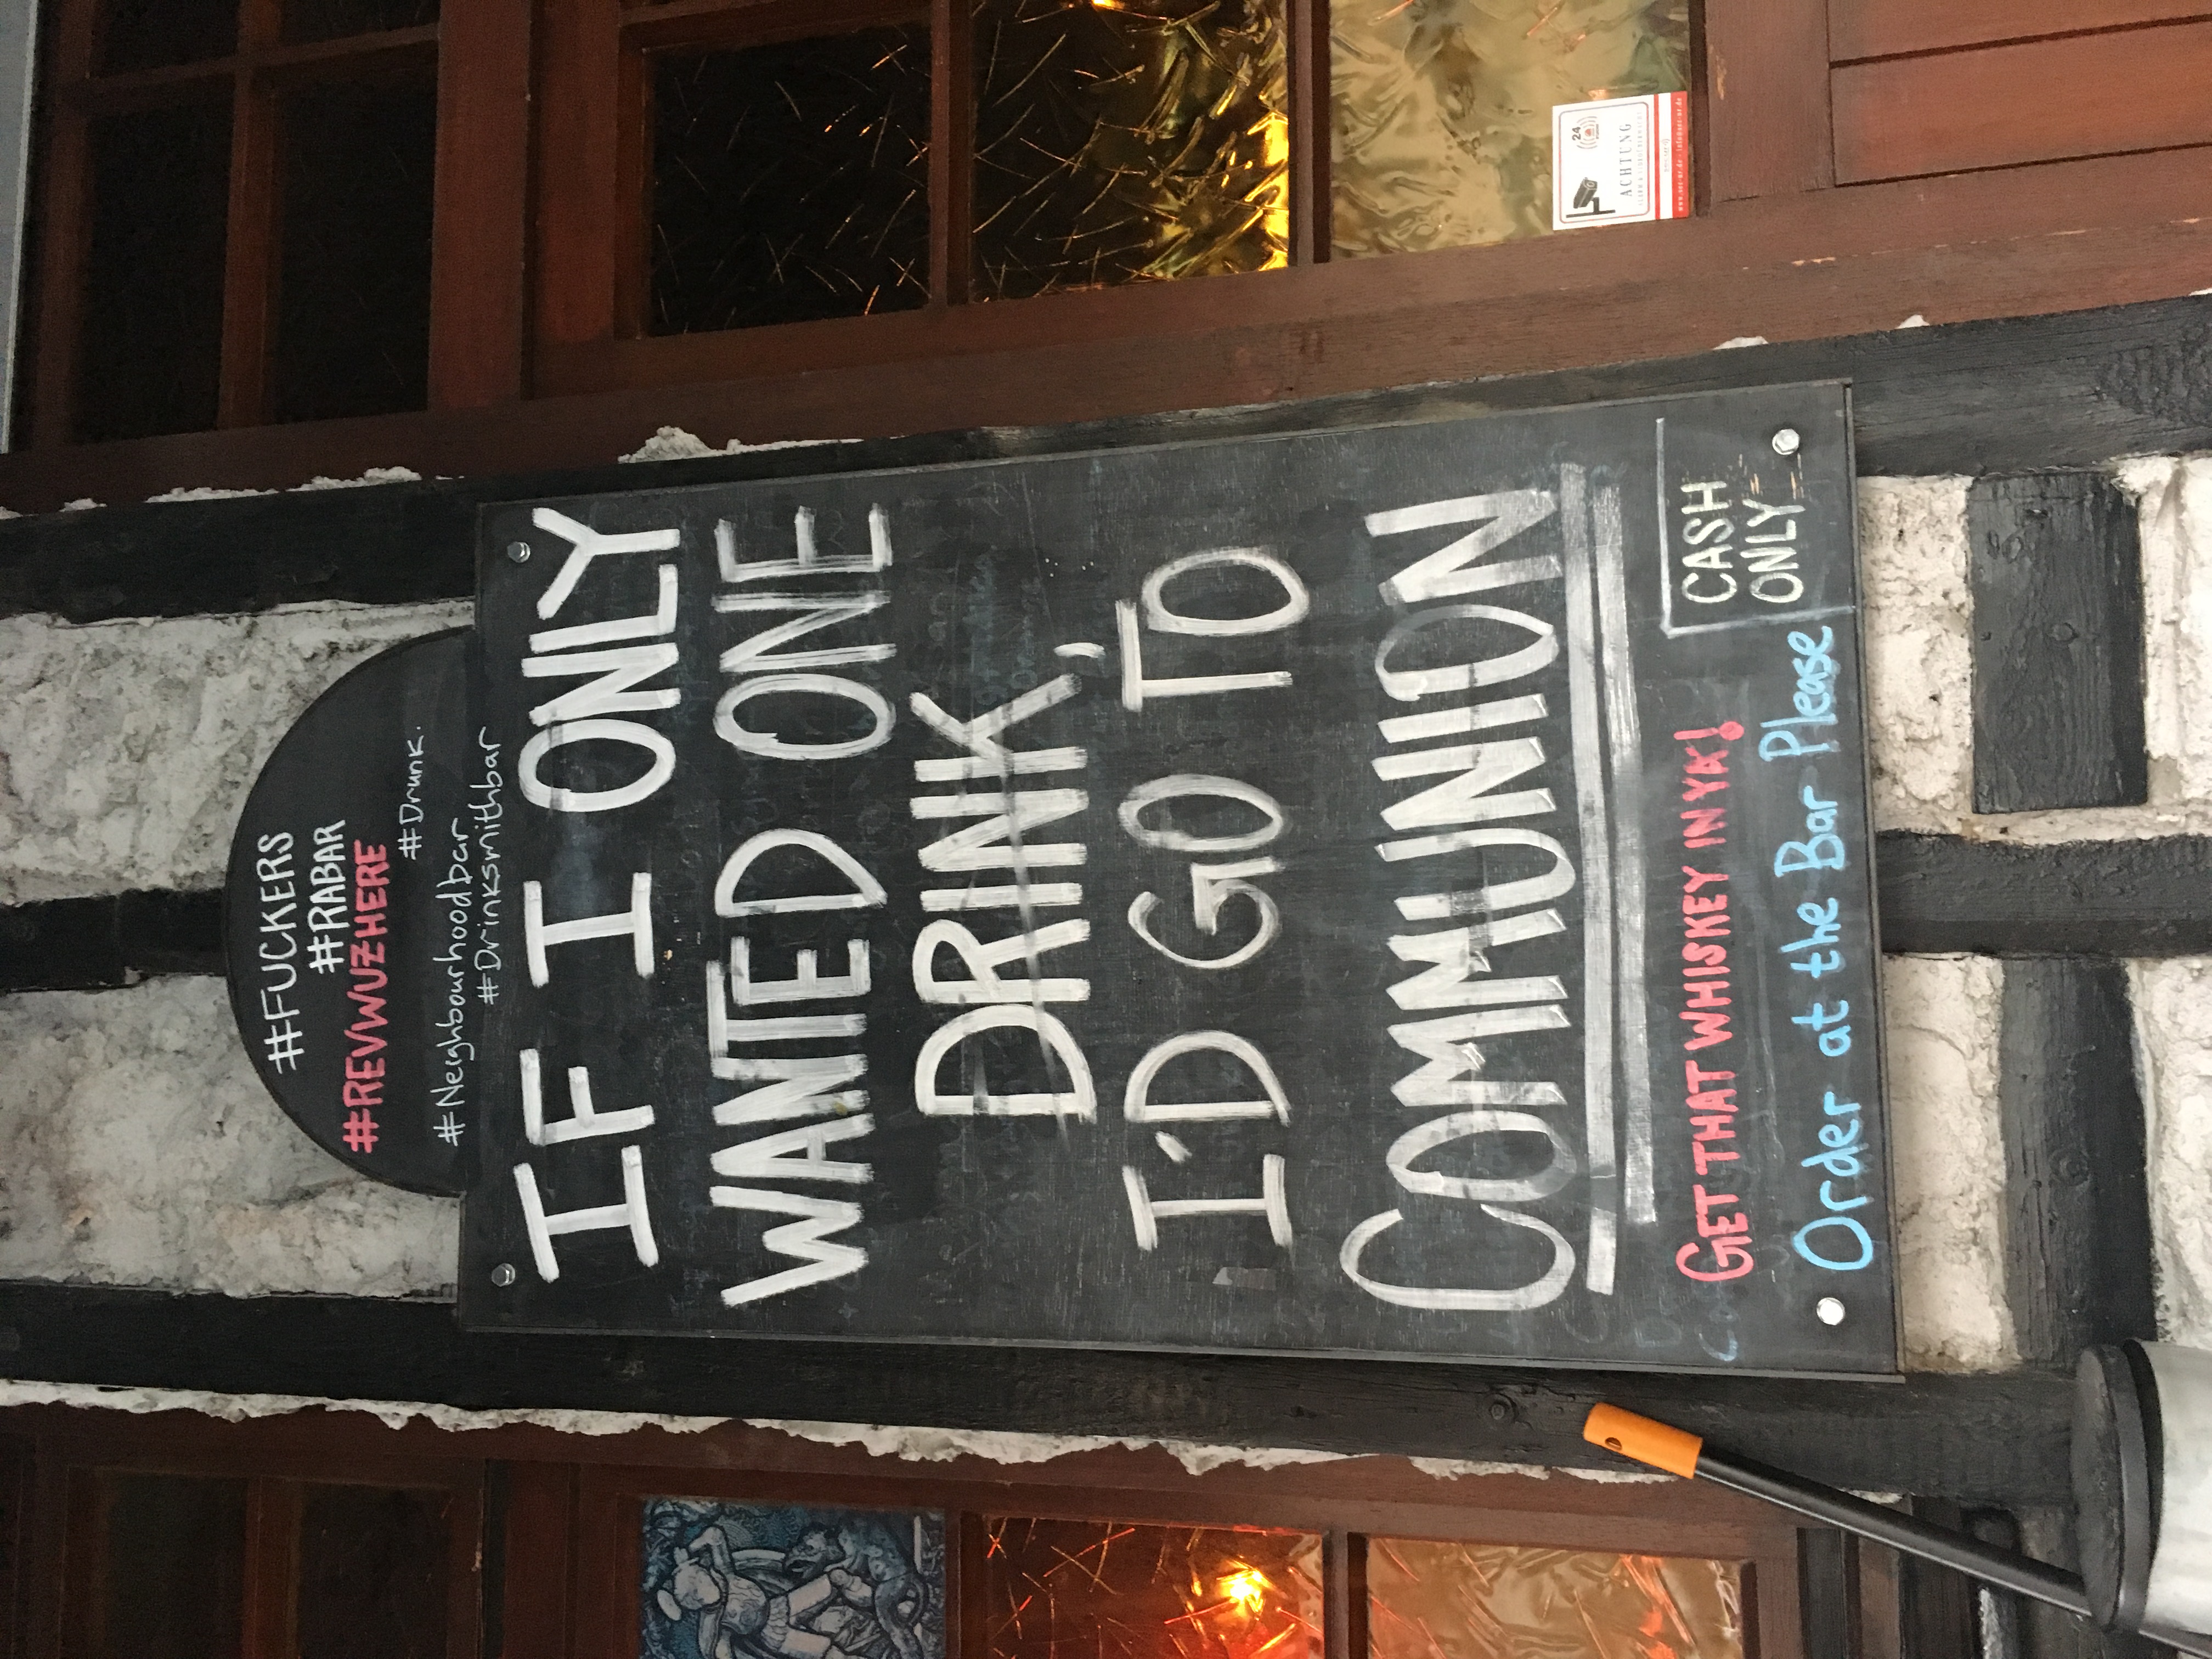 #FUCKERS
#RABAR
#REVWUZHERE
#Drunk.
#Neighbourhoodbar
#Drinksmithbar
IF I ONLY
WANTED ONE
DRINK,
I'D GO TO
COMMUNION
GET THAT WHISKEY IN YA!
CASH
ONLY
Order at the Bar Please
24
ACHTUNG